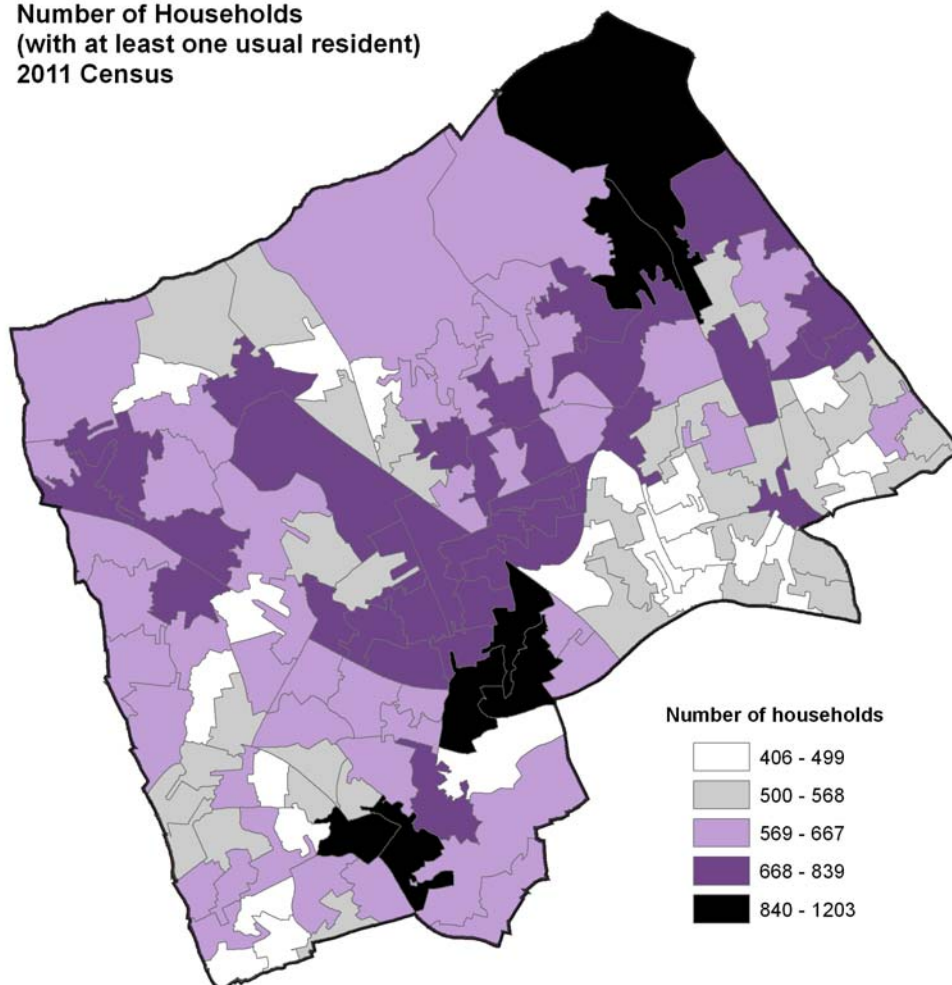 Number of Households
(with at least one usual resident)
2011 Census
Number of households
406 - 499
500 - 568
569 - 667
668 - 839
840 - 1203